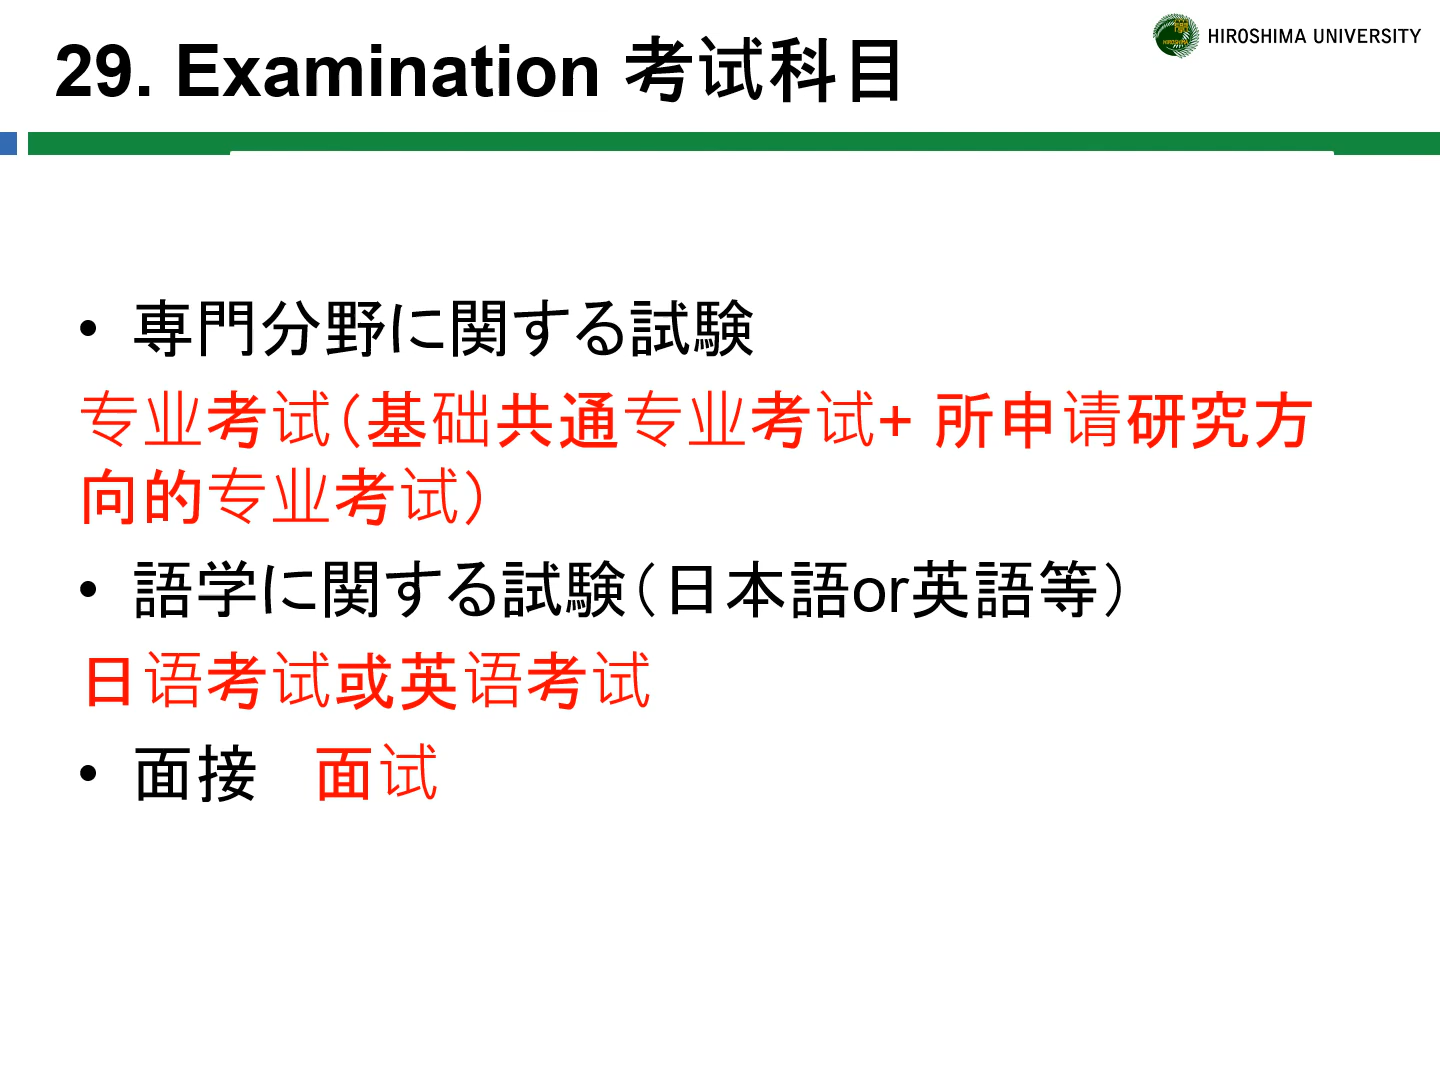 29. Examination 考试科目
HIROSHIMA UNIVERSITY
• 専門分野に関する試験
专业考试（基础共通专业考试+ 所申请研究方
向的专业考试）
• 語学に関する試験（日本語or英語等）
日语考试或英语考试
• 面接　面试